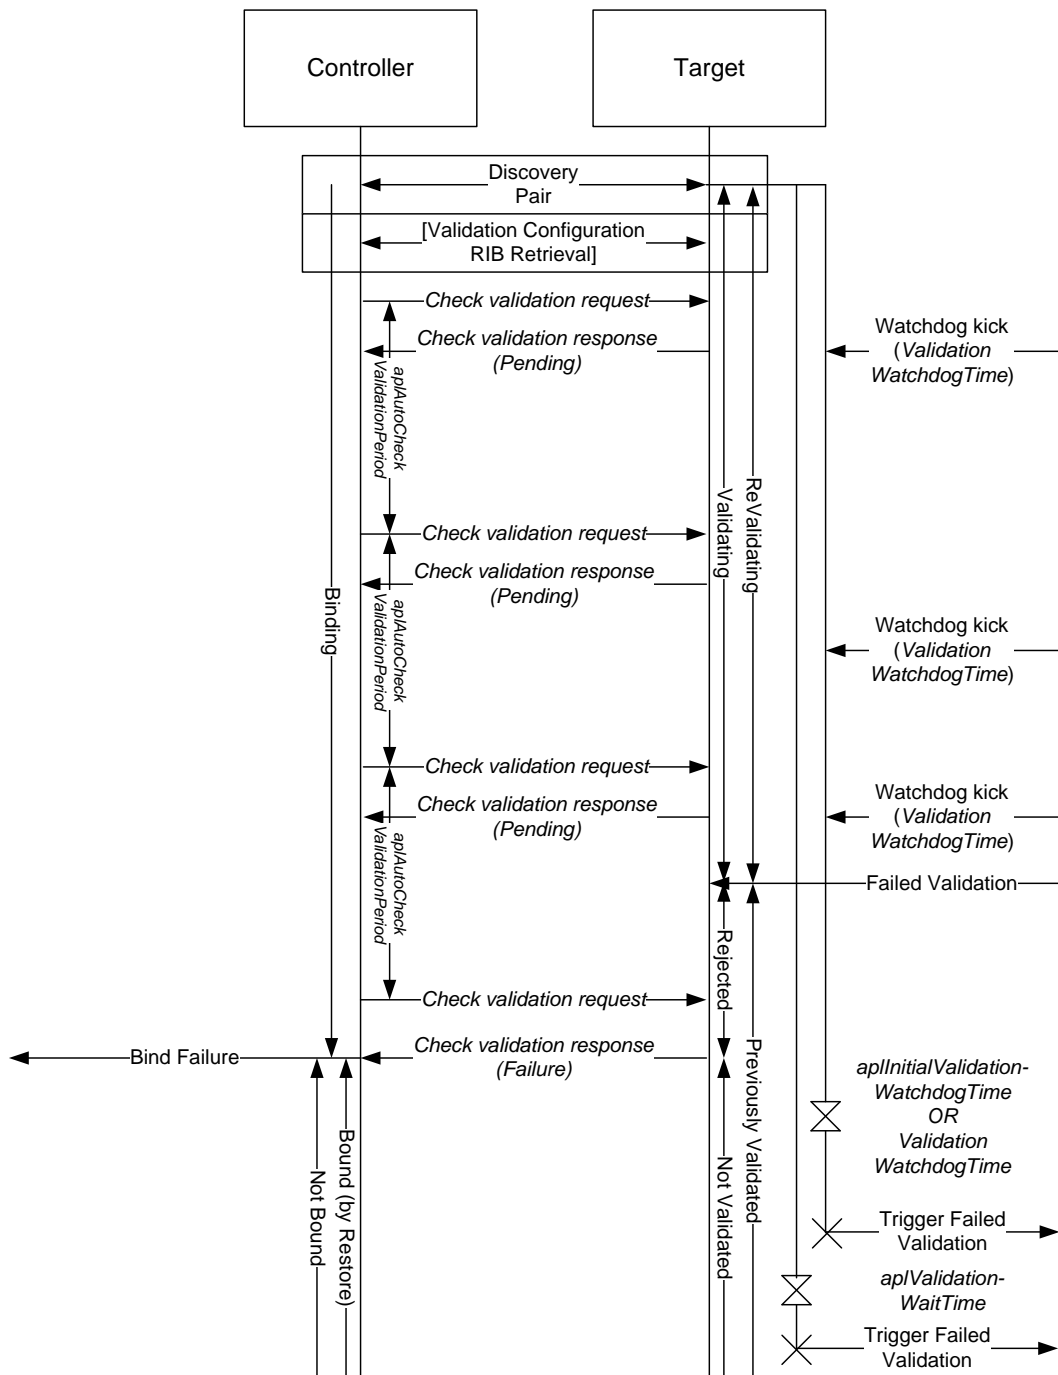 Controller
Target
Discovery
Pair
[Validation Configuration
RIB Retrieval]
Check validation request
Check validation response
(Pending)
Watchdog kick
(Validation
WatchdogTime)
aplAutoCheck
ValidationPeriod
Check validation request
Check validation response
(Pending)
Validating
ReValidating
Binding
aplAutoCheck
ValidationPeriod
Watchdog kick
(Validation
WatchdogTime)
Check validation request
Check validation response
(Pending)
Watchdog kick
(Validation
WatchdogTime)
aplAutoCheck
ValidationPeriod
Failed Validation
Rejected
Check validation request
Check validation response
(Failure)
Bind Failure
Previously Validated
Not Validated
Bound (by Restore)
Not Bound
aplInitialValidation-
WatchdogTime
OR
Validation
WatchdogTime
Trigger Failed
Validation
aplValidation-
WaitTime
Trigger Failed
Validation